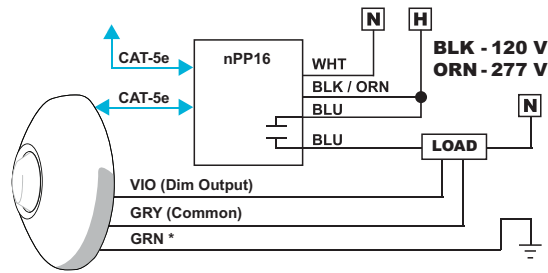 N
H
CAT-5e
nPP16
BLK - 120 V
WHT
ORN - 277 V
BLK / ORN
CAT-5e
BLU
N
BLU
LOAD
VIO (Dim Output)
GRY (Common)
GRN *